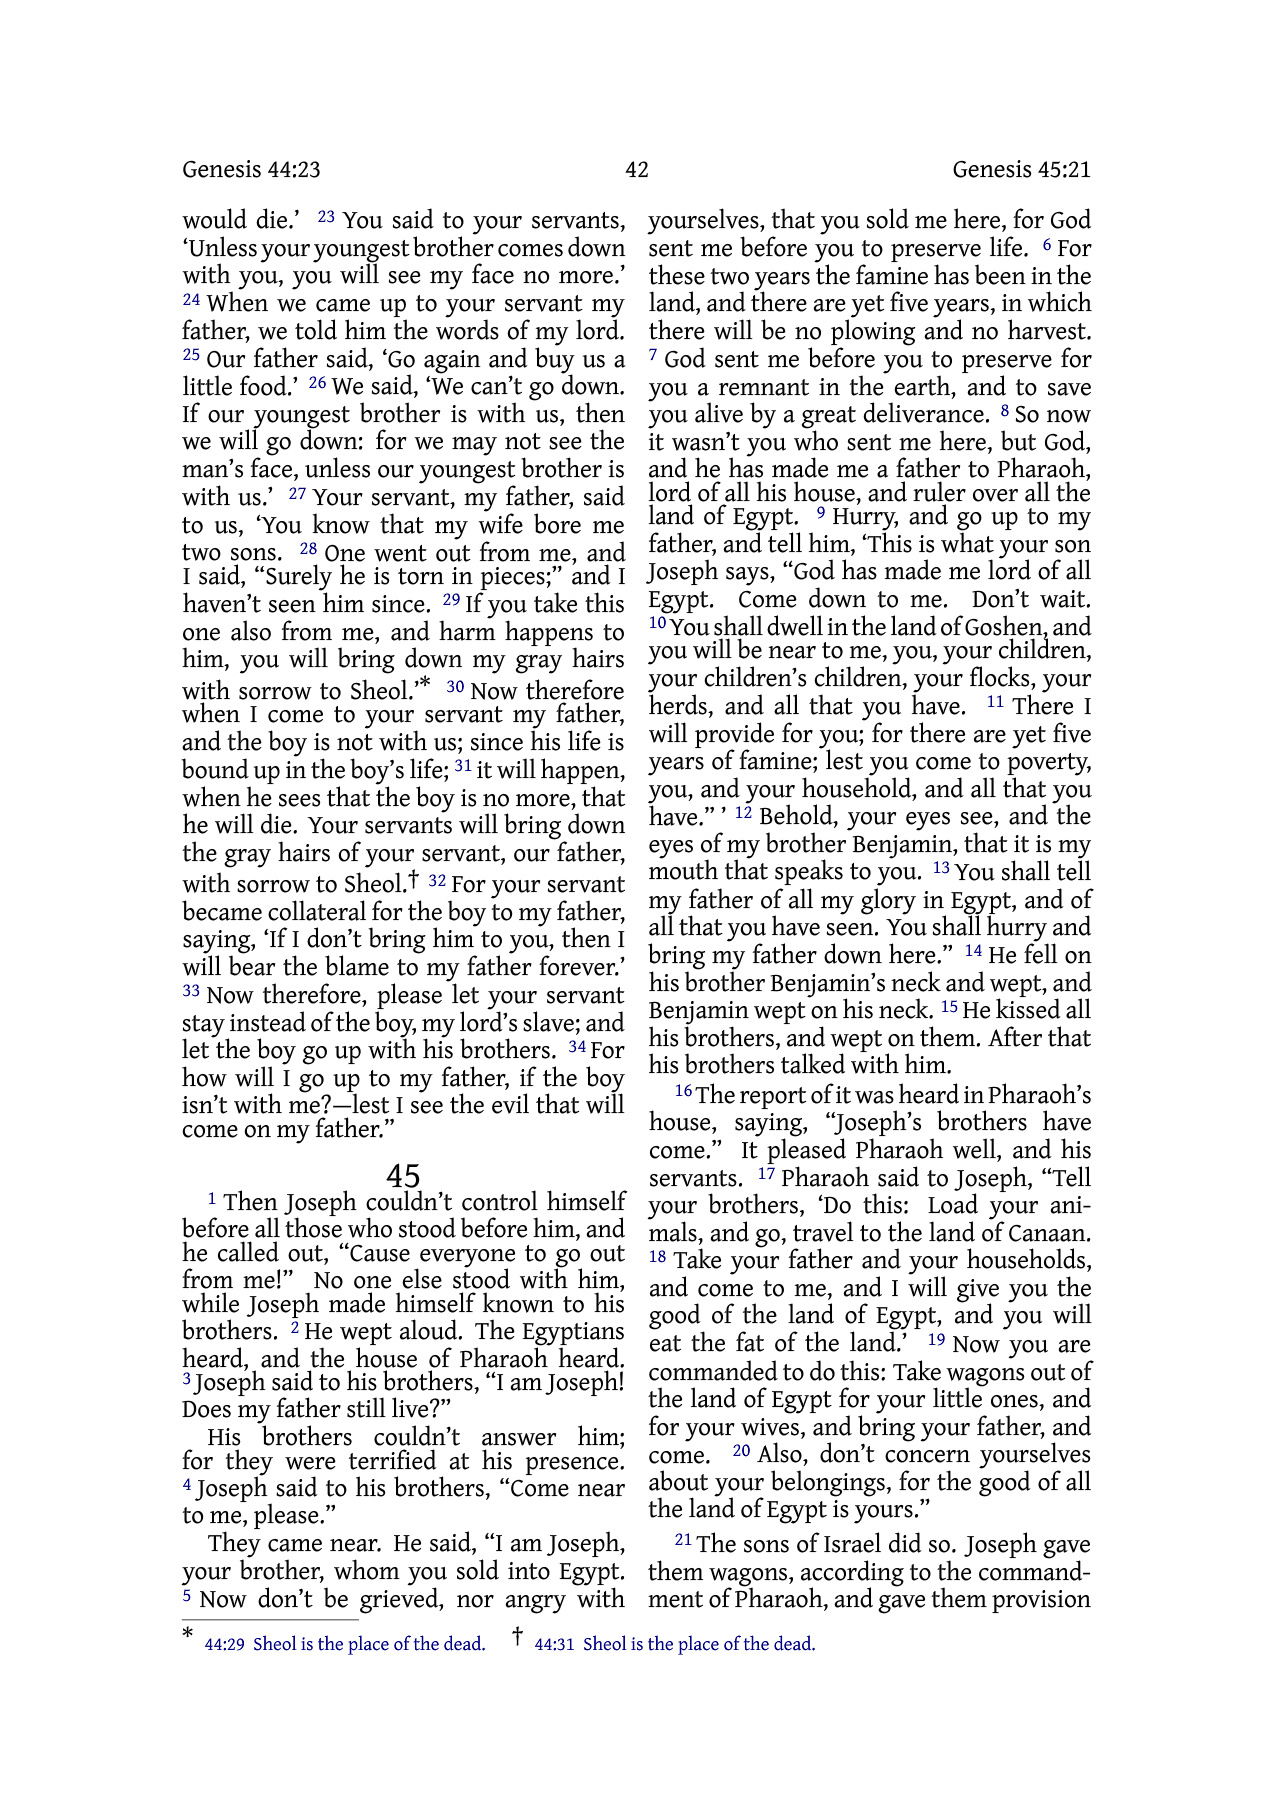 Genesis 44:23 42 Genesis 45:21
would die.’ 23 You said to your servants,
‘Unless your youngest brother comes down
with you, you will see my face no more.’
24 When we came up to your servant my
father, we told him the words of my lord.
25 Our father said, ‘Go again and buy us a
little food.’ 26 We said, ‘We can’t go down.
If our youngest brother is with us, then
we will go down: for we may not see the
man’s face, unless our youngest brother is
with us.’ 27 Your servant, my father, said
to us, ‘You know that my wife bore me
two sons. 28 One went out from me, and
I said, “Surely he is torn in pieces;” and I
haven’t seen him since. 29 If you take this
one also from me, and harm happens to
him, you will bring down my gray hairs
with sorrow to Sheol.’* 30 Now therefore
when I come to your servant my father,
and the boy is not with us; since his life is
bound up in the boy’s life; 31 it will happen,
when he sees that the boy is no more, that
he will die. Your servants will bring down
the gray hairs of your servant, our father,
with sorrow to Sheol.† 32 For your servant
became collateral for the boy to my father,
saying, ‘If I don’t bring him to you, then I
will bear the blame to my father forever.’
33 Now therefore, please let your servant
stay instead of the boy, my lord’s slave; and
let the boy go up with his brothers. 34 For
how will I go up to my father, if the boy
isn’t with me?—lest I see the evil that will
come on my father.”
45
1 Then Joseph couldn’t control himself
before all those who stood before him, and
he called out, “Cause everyone to go out
from me!” No one else stood with him,
while Joseph made himself known to his
brothers. 2 He wept aloud. The Egyptians
heard, and the house of Pharaoh heard.
3 Joseph said to his brothers, “I am Joseph!
Does my father still live?”
His brothers couldn’t answer him;
for they were terrified at his presence.
4 Joseph said to his brothers, “Come near
to me, please.”
They came near. He said, “I am Joseph,
your brother, whom you sold into Egypt.
5 Now don’t be grieved, nor angry with
yourselves, that you sold me here, for God
sent me before you to preserve life. 6 For
these two years the famine has been in the
land, and there are yet five years, in which
there will be no plowing and no harvest.
7 God sent me before you to preserve for
you a remnant in the earth, and to save
you alive by a great deliverance. 8 So now
it wasn’t you who sent me here, but God,
and he has made me a father to Pharaoh,
lord of all his house, and ruler over all the
land of Egypt. 9 Hurry, and go up to my
father, and tell him, ‘This is what your son
Joseph says, “God has made me lord of all
Egypt. Come down to me. Don’t wait.
10 You shall dwell in the land of Goshen, and
you will be near to me, you, your children,
your children’s children, your flocks, your
herds, and all that you have. 11 There I
will provide for you; for there are yet five
years of famine; lest you come to poverty,
you, and your household, and all that you
have.” ’ 12 Behold, your eyes see, and the
eyes of my brother Benjamin, that it is my
mouth that speaks to you. 13 You shall tell
my father of all my glory in Egypt, and of
all that you have seen. You shall hurry and
bring my father down here.” 14 He fell on
his brother Benjamin’s neck and wept, and
Benjamin wept on his neck. 15 He kissed all
his brothers, and wept on them. After that
his brothers talked with him.
16 The report of it was heard in Pharaoh’s
house, saying, “Joseph’s brothers have
come.” It pleased Pharaoh well, and his
servants. 17 Pharaoh said to Joseph, “Tell
your brothers, ‘Do this: Load your ani-
mals, and go, travel to the land of Canaan.
18 Take your father and your households,
and come to me, and I will give you the
good of the land of Egypt, and you will
eat the fat of the land.’ 19 Now you are
commanded to do this: Take wagons out of
the land of Egypt for your little ones, and
for your wives, and bring your father, and
come. 20 Also, don’t concern yourselves
about your belongings, for the good of all
the land of Egypt is yours.”
21 The sons of Israel did so. Joseph gave
them wagons, according to the command-
ment of Pharaoh, and gave them provision
* 44:29 Sheol is the place of the dead. † 44:31 Sheol is the place of the dead.